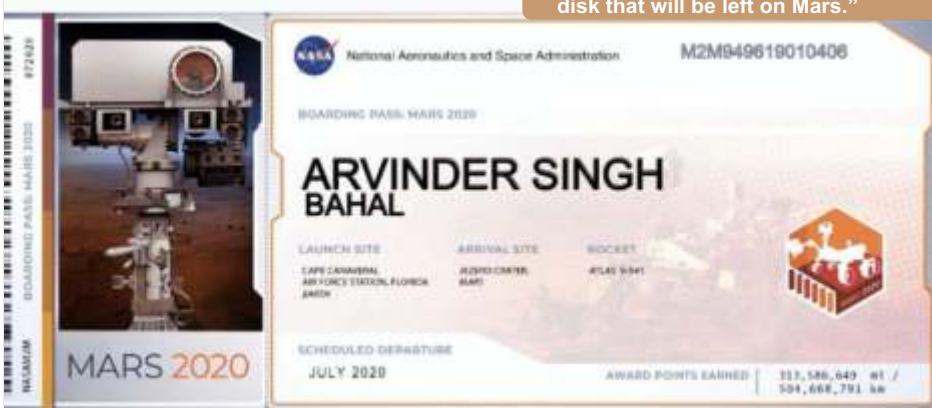 disk that will be left on Mars.”
NASA
National Aeronautics and Space Administration
M2M949619010406
BOARDING PASS: MARS 2020
ARVINDER SINGH
BAHAL
LAUNCH SITE
ARRIVAL SITE
ROCKET
CAPE CANAVERAL
AIR FORCE STATION, FLORIDA
EARTH
JEZERO CRATER,
MARS
ATLAS V-541
SCHEDULED DEPARTURE
JULY 2020
AWARD POINTS EARNED
313,586,649 mi /
504,668,791 km
MARS 2020
BOARDING PASS: MARS 2020